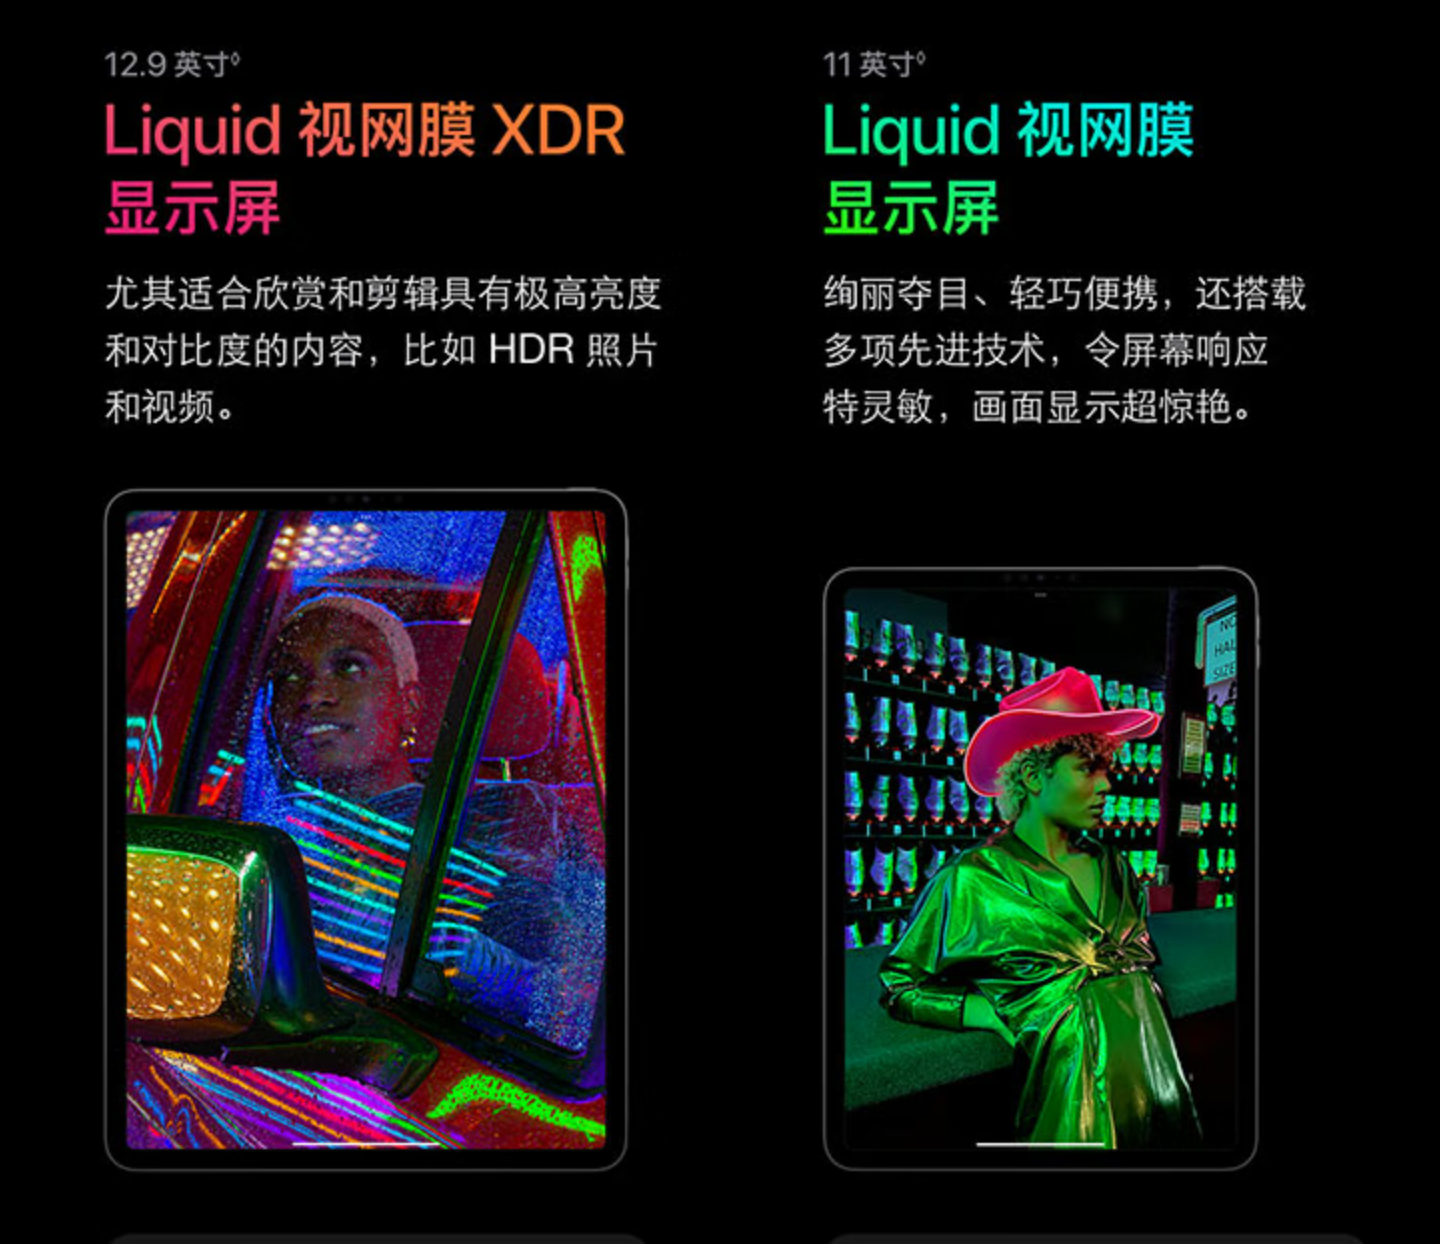 12.9 英寸◊
Liquid 视网膜 XDR
显示屏
尤其适合欣赏和剪辑具有极高亮度
和对比度的内容，比如 HDR 照片
和视频。
11 英寸◊
Liquid 视网膜
显示屏
绚丽夺目、轻巧便携，还搭载
多项先进技术，令屏幕响应
特灵敏，画面显示超惊艳。
NO
HAL
SIZE